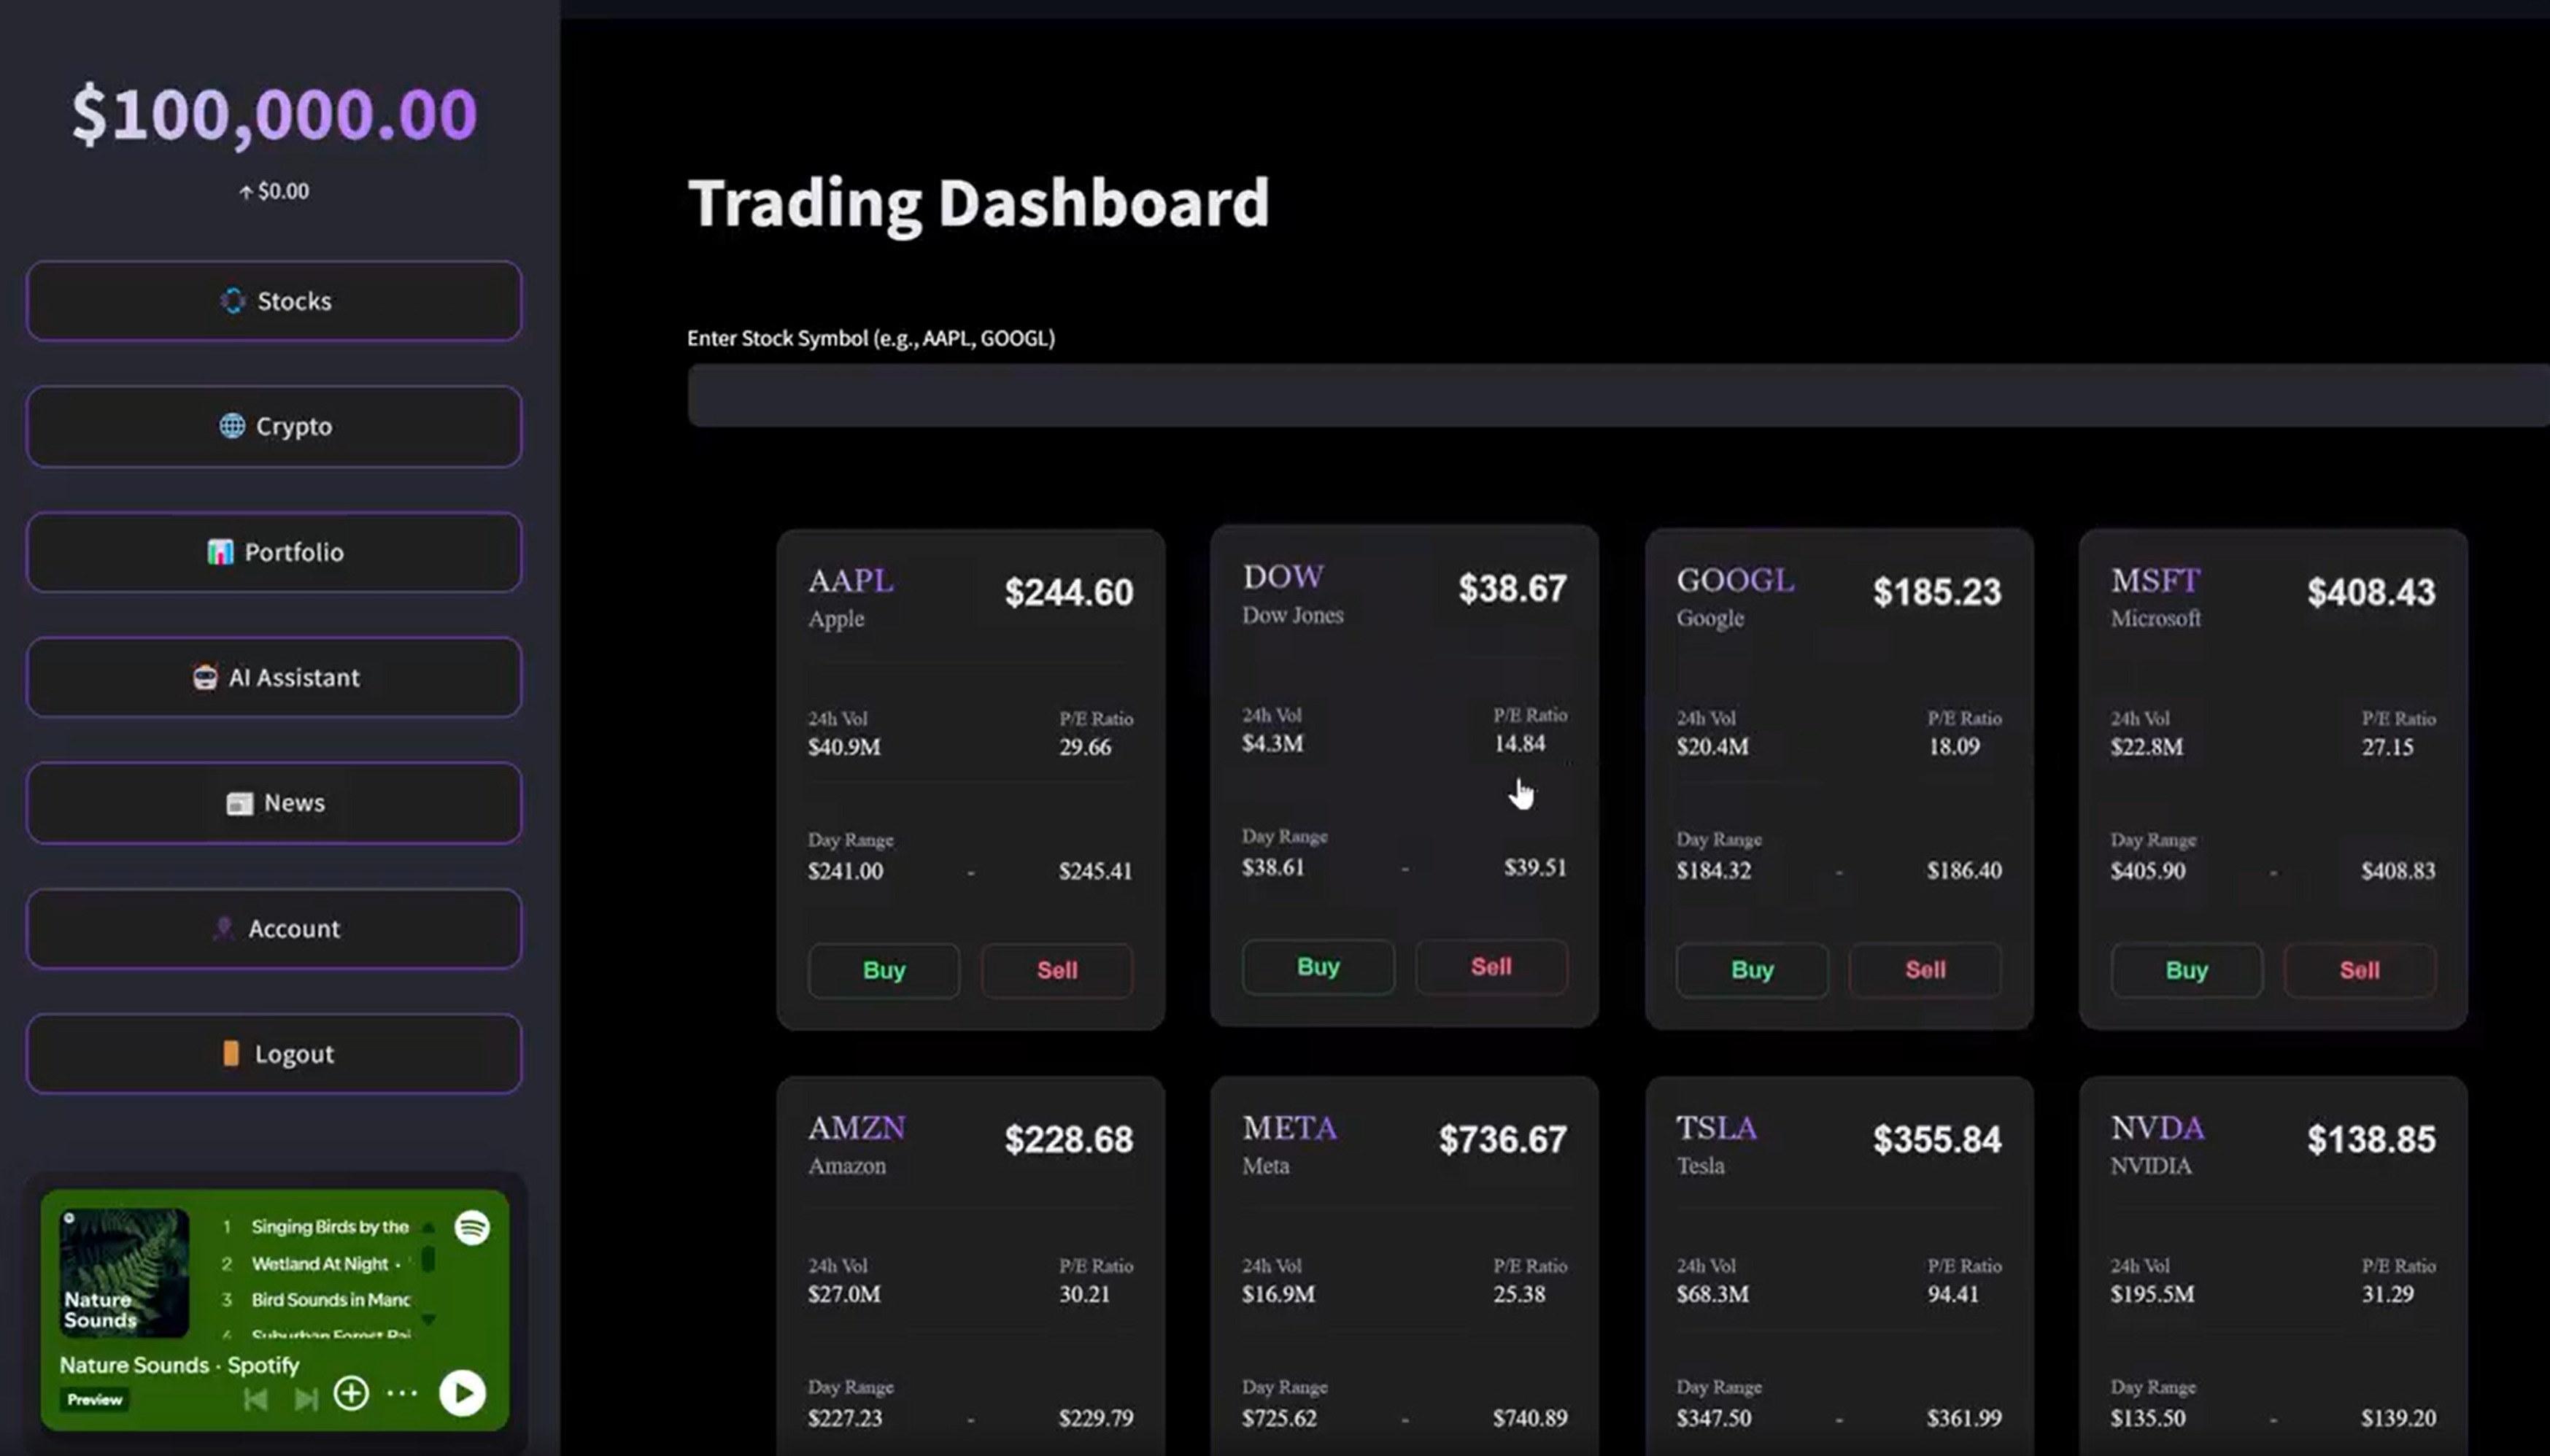 $100,000.00
↑ $0.00
Stocks
Crypto
Portfolio
AI Assistant
News
Account
Logout
Nature
Sounds
1 Singing Birds by the
2 Wetland At Night •
3 Bird Sounds in Manc
4 Suburban Forest Rai
Nature Sounds · Spotify
Preview
Trading Dashboard
Enter Stock Symbol (e.g., AAPL, GOOGL)
AAPL $244.60
Apple
24h Vol P/E Ratio
$40.9M 29.66
Day Range
$241.00 - $245.41
Buy Sell
DOW $38.67
Dow Jones
24h Vol P/E Ratio
$4.3M 14.84
Day Range
$38.61 - $39.51
Buy Sell
GOOGL $185.23
Google
24h Vol P/E Ratio
$20.4M 18.09
Day Range
$184.32 - $186.40
Buy Sell
MSFT $408.43
Microsoft
24h Vol P/E Ratio
$22.8M 27.15
Day Range
$405.90 - $408.83
Buy Sell
AMZN $228.68
Amazon
24h Vol P/E Ratio
$27.0M 30.21
Day Range
$227.23 - $229.79
META $736.67
Meta
24h Vol P/E Ratio
$16.9M 25.38
Day Range
$725.62 - $740.89
TSLA $355.84
Tesla
24h Vol P/E Ratio
$68.3M 94.41
Day Range
$347.50 - $361.99
NVDA $138.85
NVIDIA
24h Vol P/E Ratio
$195.5M 31.29
Day Range
$135.50 - $139.20